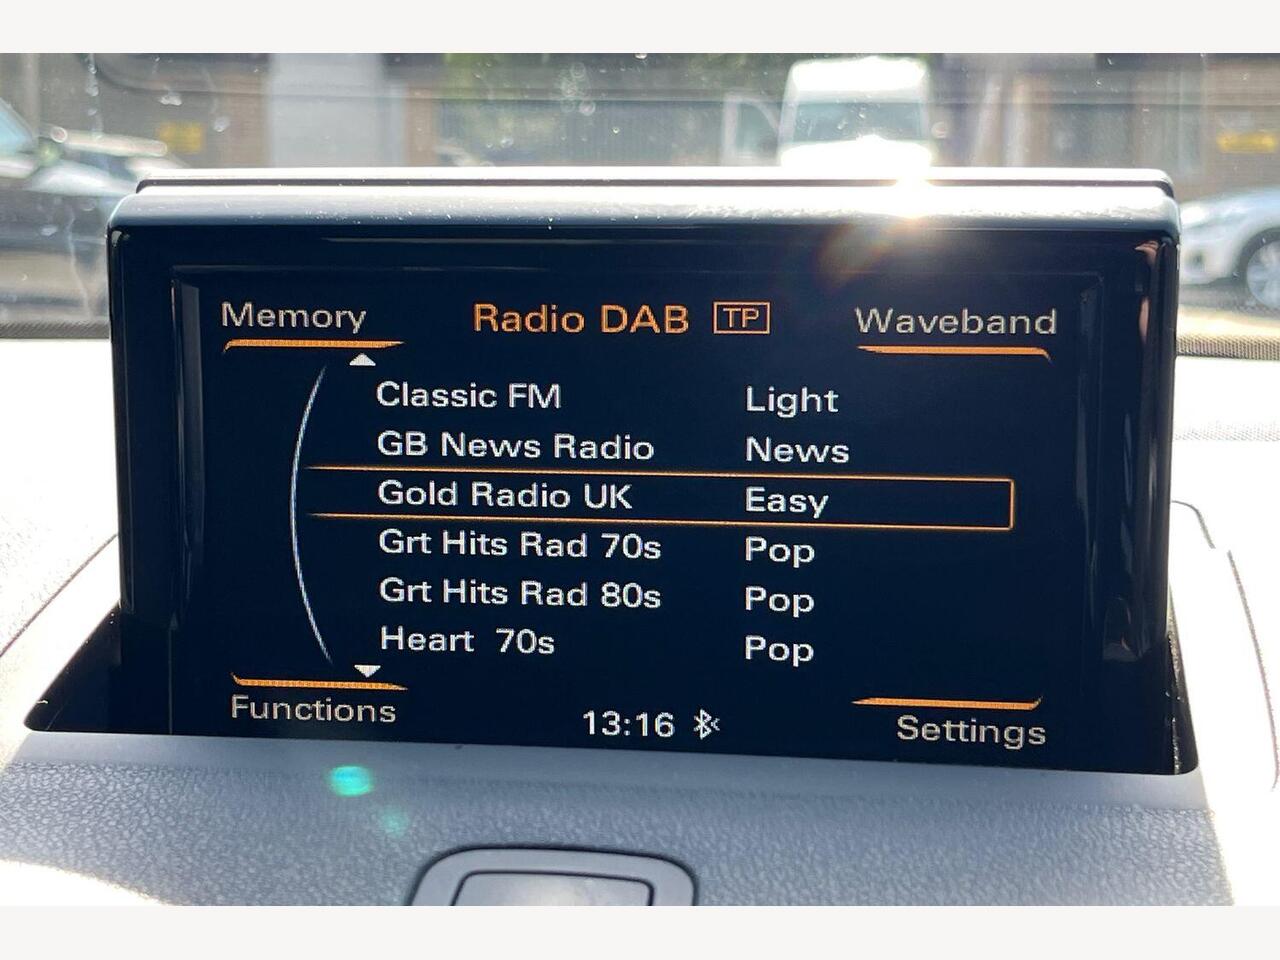 Memory Radio DAB TP Waveband
Classic FM Light
GB News Radio News
Gold Radio UK Easy
Grt Hits Rad 70s Pop
Grt Hits Rad 80s Pop
Heart 70s Pop
Functions 13:16 Settings